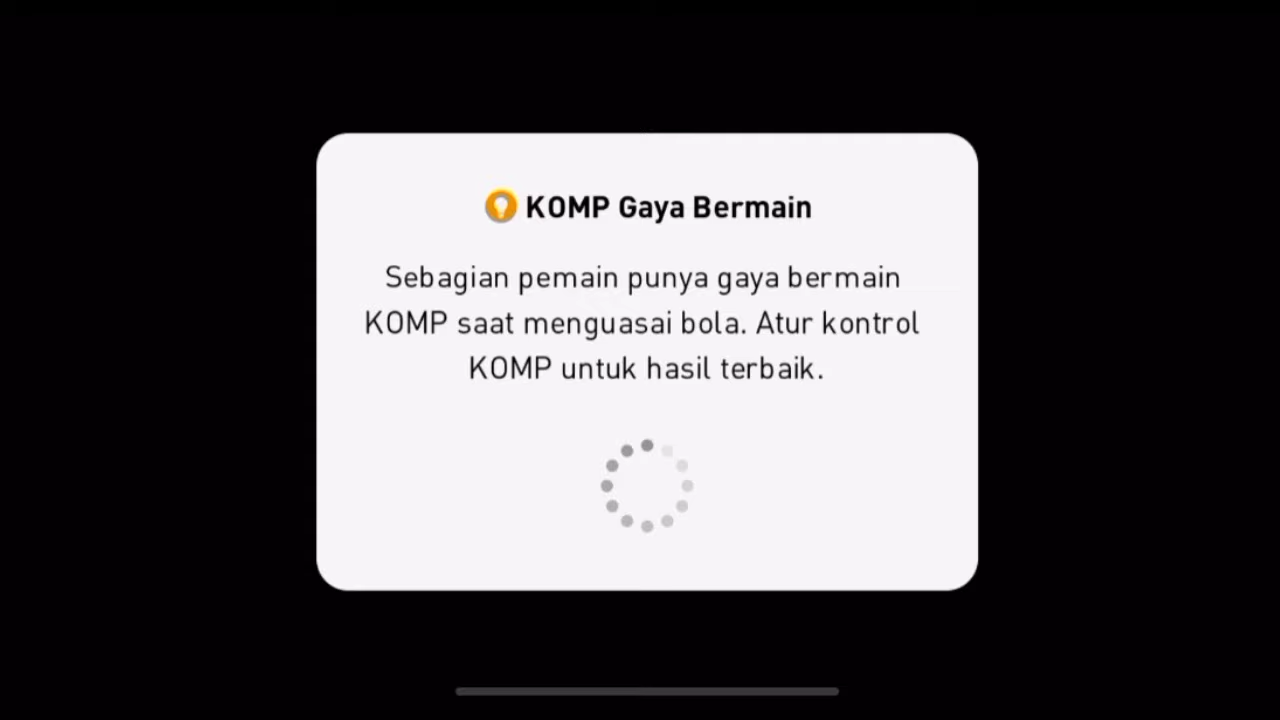 KOMP Gaya Bermain
Sebagian pemain punya gaya bermain
KOMP saat menguasai bola. Atur kontrol
KOMP untuk hasil terbaik.